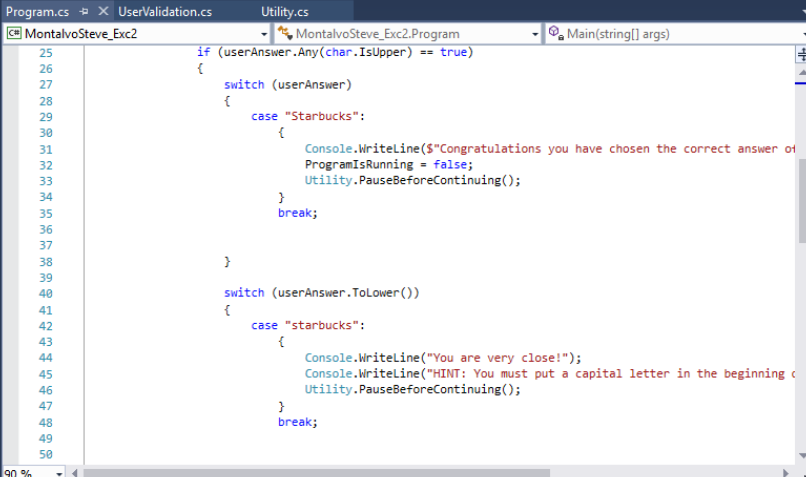 Program.cs UserValidation.cs Utility.cs
C# MontalvoSteve_Exc2 MontalvoSteve_Exc2.Program Main(string[] args)
25 if (userAnswer.Any(char.IsUpper) == true)
26 {
27 switch (userAnswer)
28 {
29 case "Starbucks":
30 {
31 Console.WriteLine($"Congratulations you have chosen the correct answer of
32 ProgramIsRunning = false;
33 Utility.PauseBeforeContinuing();
34 }
35 break;
36
37
38 }
39
40 switch (userAnswer.ToLower())
41 {
42 case "starbucks":
43 {
44 Console.WriteLine("You are very close!");
45 Console.WriteLine("HINT: You must put a capital letter in the beginning
46 Utility.PauseBeforeContinuing();
47 }
48 break;
49
50
90 %